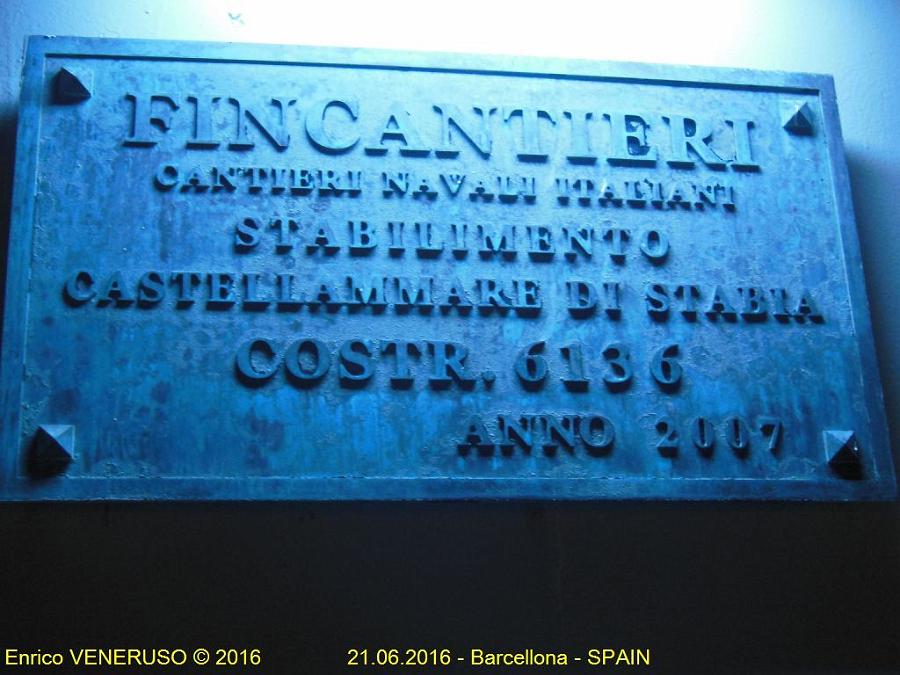 FINCANTIERI
CANTIERI NAVALI ITALIANI
STABILIMENTO
CASTELLAMMARE DI STABIA
COSTR. 6136
ANNO 2007
Enrico VENERUSO © 2016 21.06.2016 - Barcellona - SPAIN